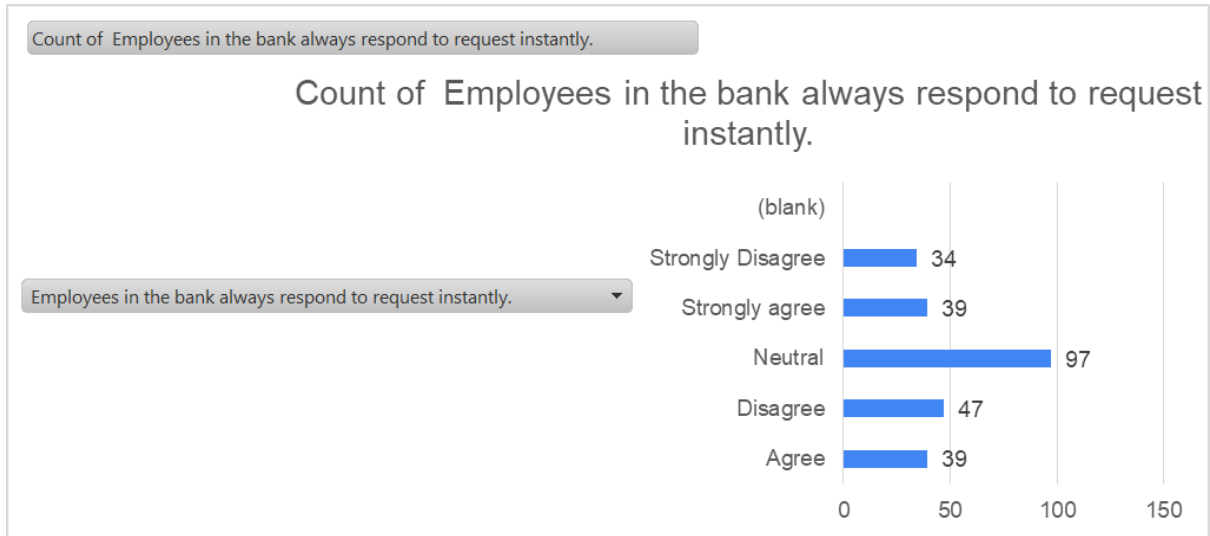 Count of  Employees in the bank always respond to request instantly.
Count of  Employees in the bank always respond to request
instantly.
(blank)
Strongly Disagree 34
Employees in the bank always respond to request instantly.
Strongly agree 39
Neutral 97
Disagree 47
Agree 39
0 50 100 150